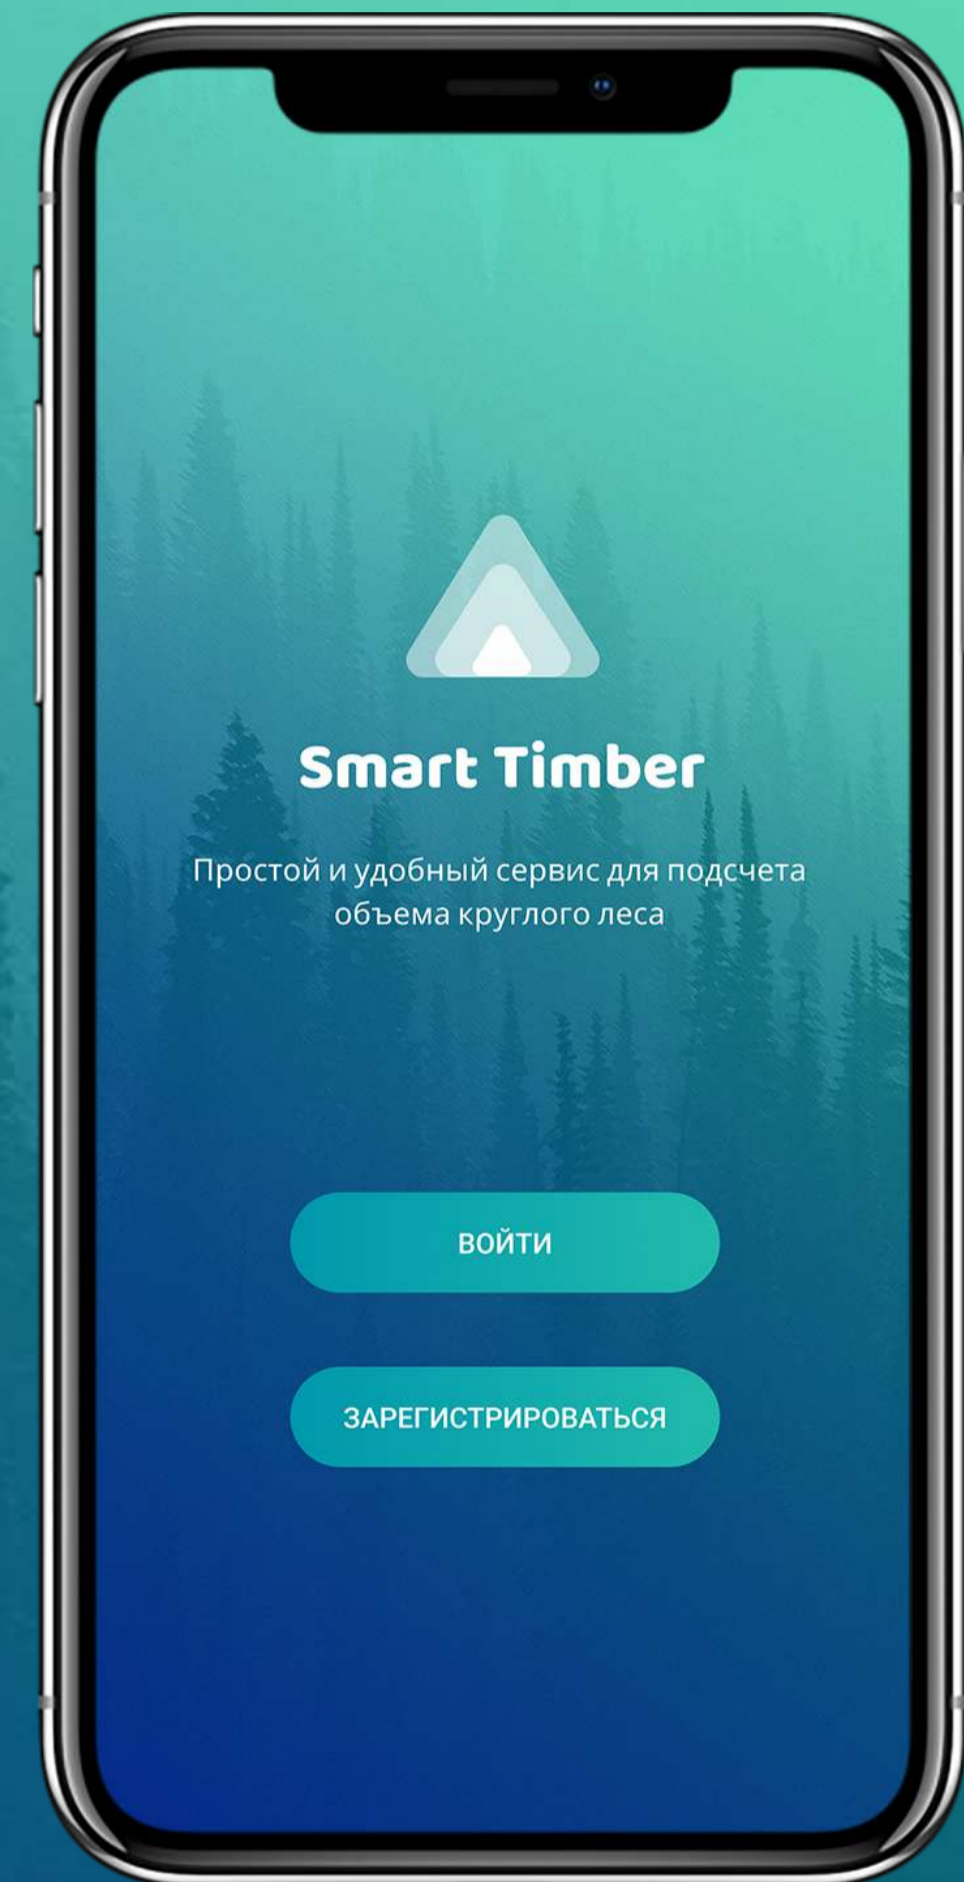 Smart Timber
Простой и удобный сервис для подсчета
объема круглого леса
ВОЙТИ
ЗАРЕГИСТРИРОВАТЬСЯ